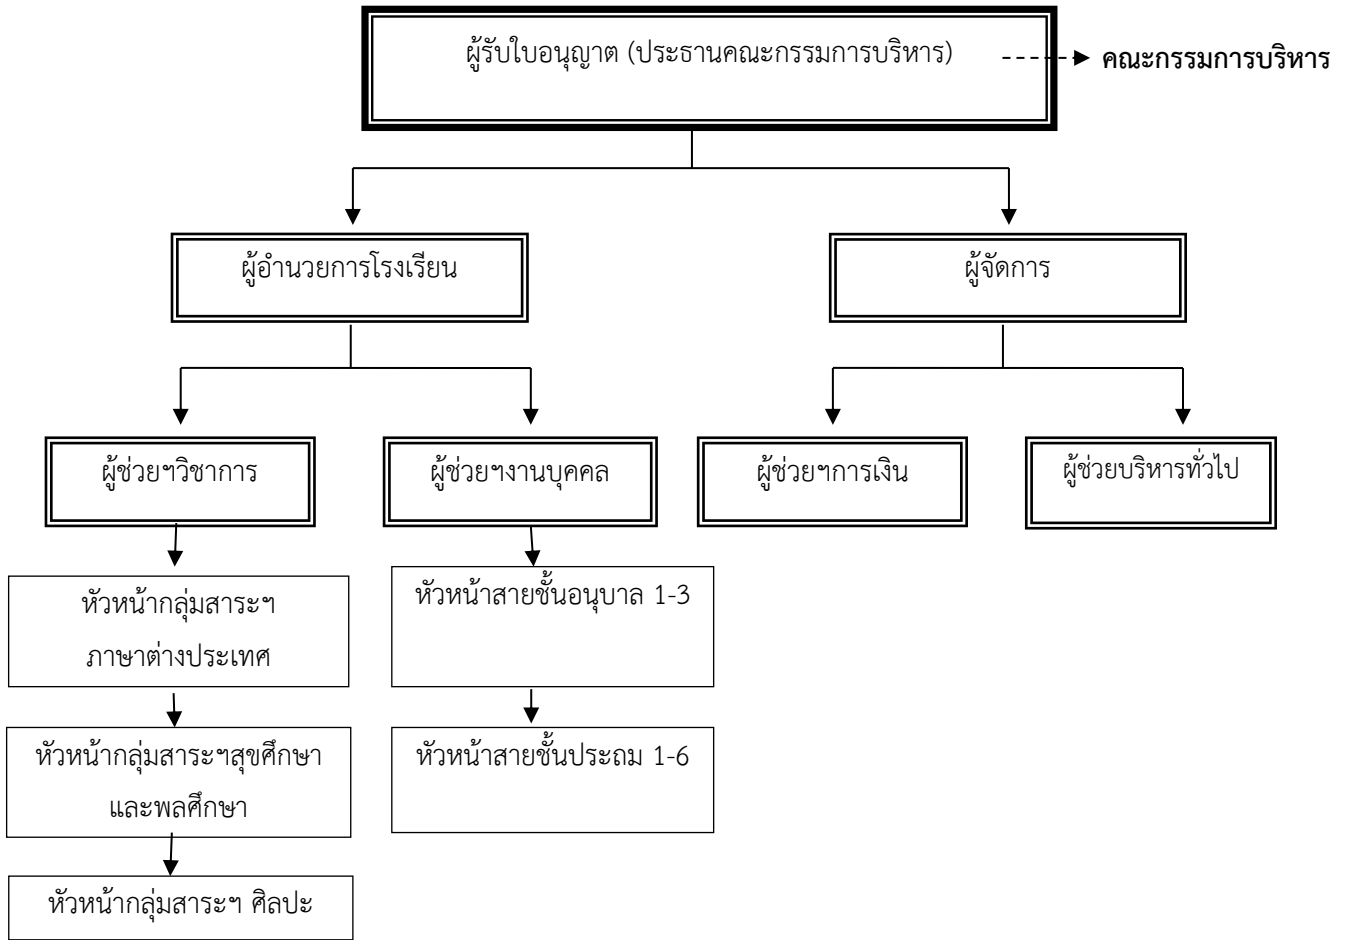 ผู้รับใบอนุญาต (ประธานคณะกรรมการบริหาร)
คณะกรรมการบริหาร
ผู้อำนวยการโรงเรียน
ผู้จัดการ
ผู้ช่วยฯวิชาการ
ผู้ช่วยฯงานบุคคล
ผู้ช่วยฯการเงิน
ผู้ช่วยบริหารทั่วไป
หัวหน้ากลุ่มสาระฯ
ภาษาต่างประเทศ
หัวหน้าสายชั้นอนุบาล 1-3
หัวหน้ากลุ่มสาระฯสุขศึกษา
และพลศึกษา
หัวหน้าสายชั้นประถม 1-6
หัวหน้ากลุ่มสาระฯ ศิลปะ